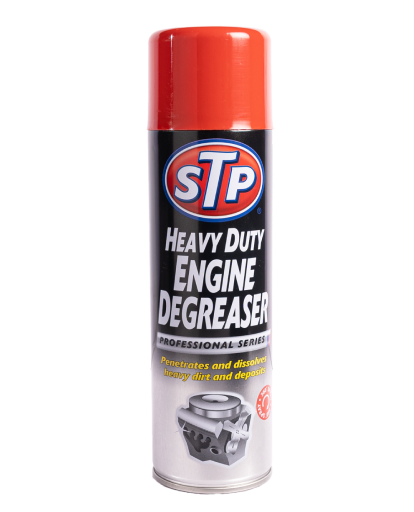 STP
HEAVY DUTY
ENGINE
DEGREASER
PROFESSIONAL SERIES
Penetrates and dissolves
heavy dirt and deposits